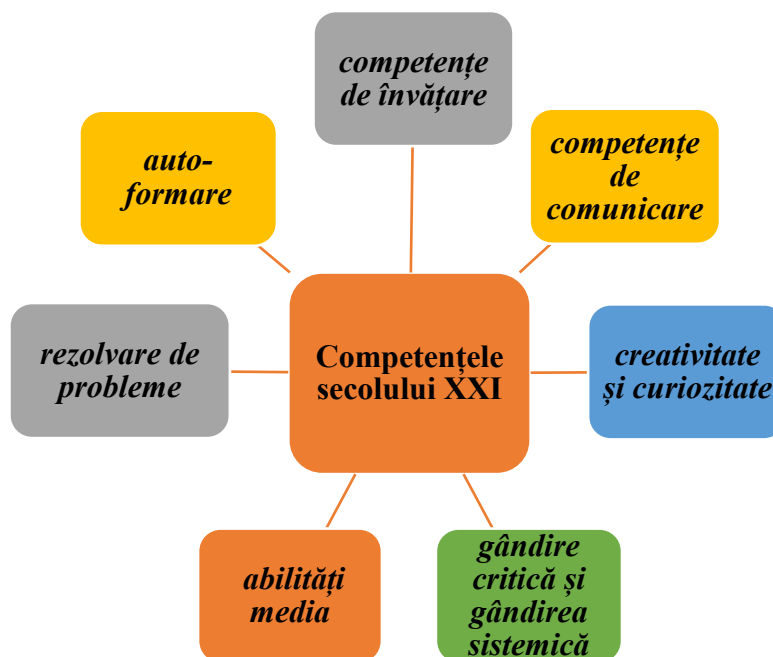 competențe
de învățare
auto-
formare
competențe
de
comunicare
rezolvare de
probleme
Competențele
secolului XXI
creativitate
și curiozitate
abilități
media
gândire
critică și
gândirea
sistemică